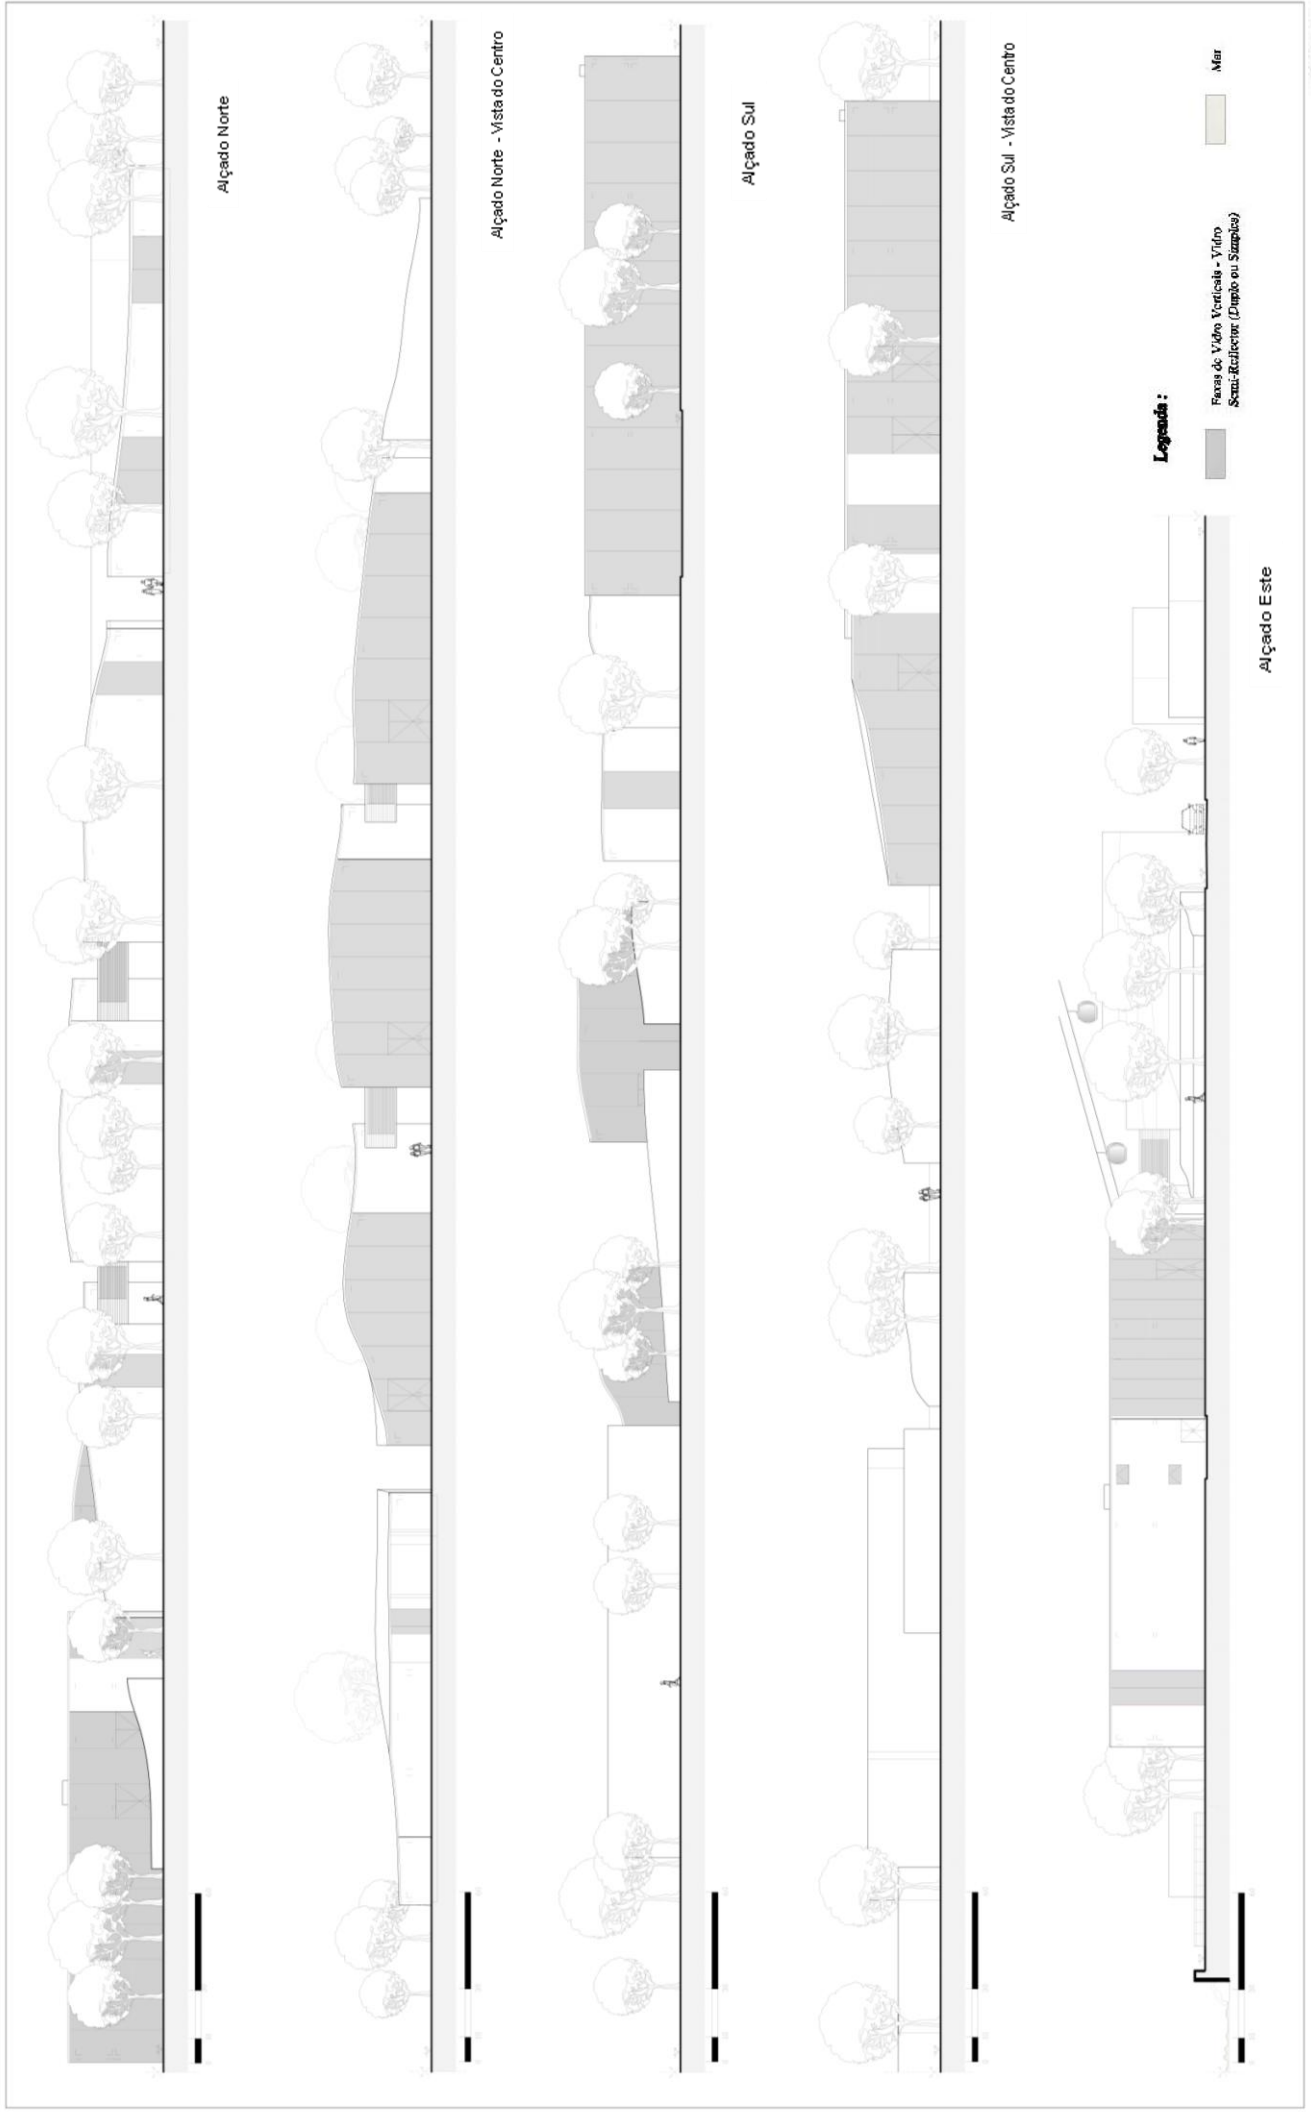 Alçado Norte
Alçado Norte - Vista do Centro
Alçado Sul
Alçado Sul - Vista do Centro
Alçado Este
Legenda :
Faxas de Vidro Verticais - Vidro
Semi-Reflector (Duplo ou Simples)
Mar